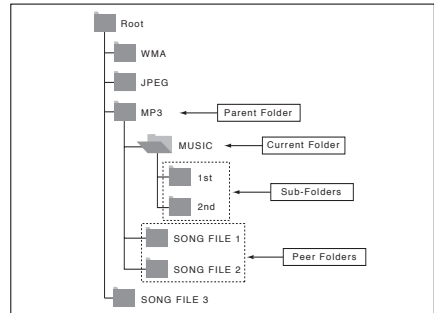 Root
WMA
JPEG
MP3 Parent Folder
MUSIC Current Folder
1st
Sub-Folders
2nd
SONG FILE 1
Peer Folders
SONG FILE 2
SONG FILE 3